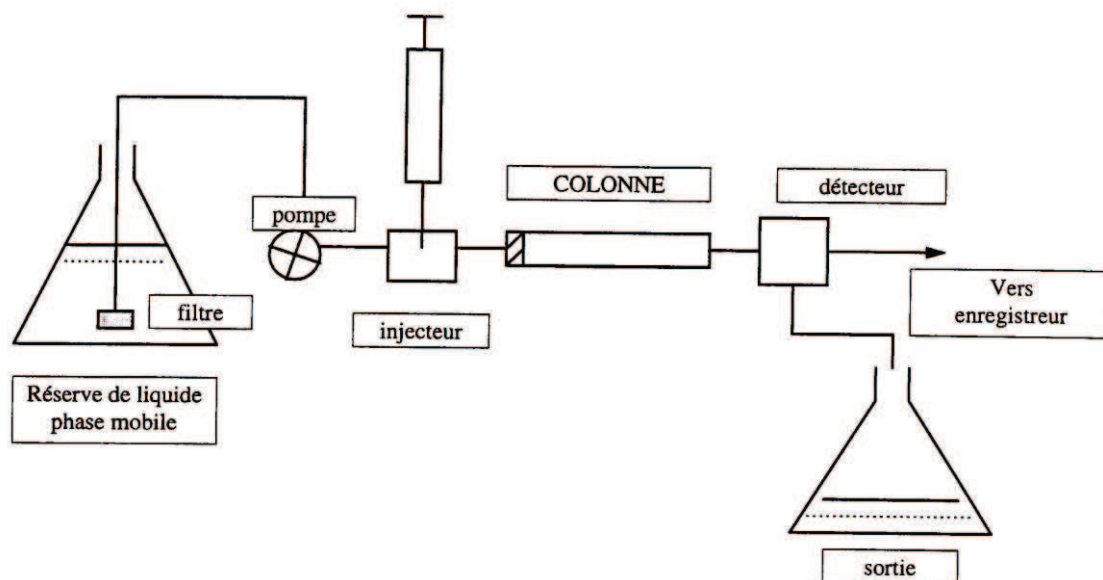 COLONNE
détecteur
pompe
filtre
injecteur
Vers
enregistreur
Réserve de liquide
phase mobile
sortie